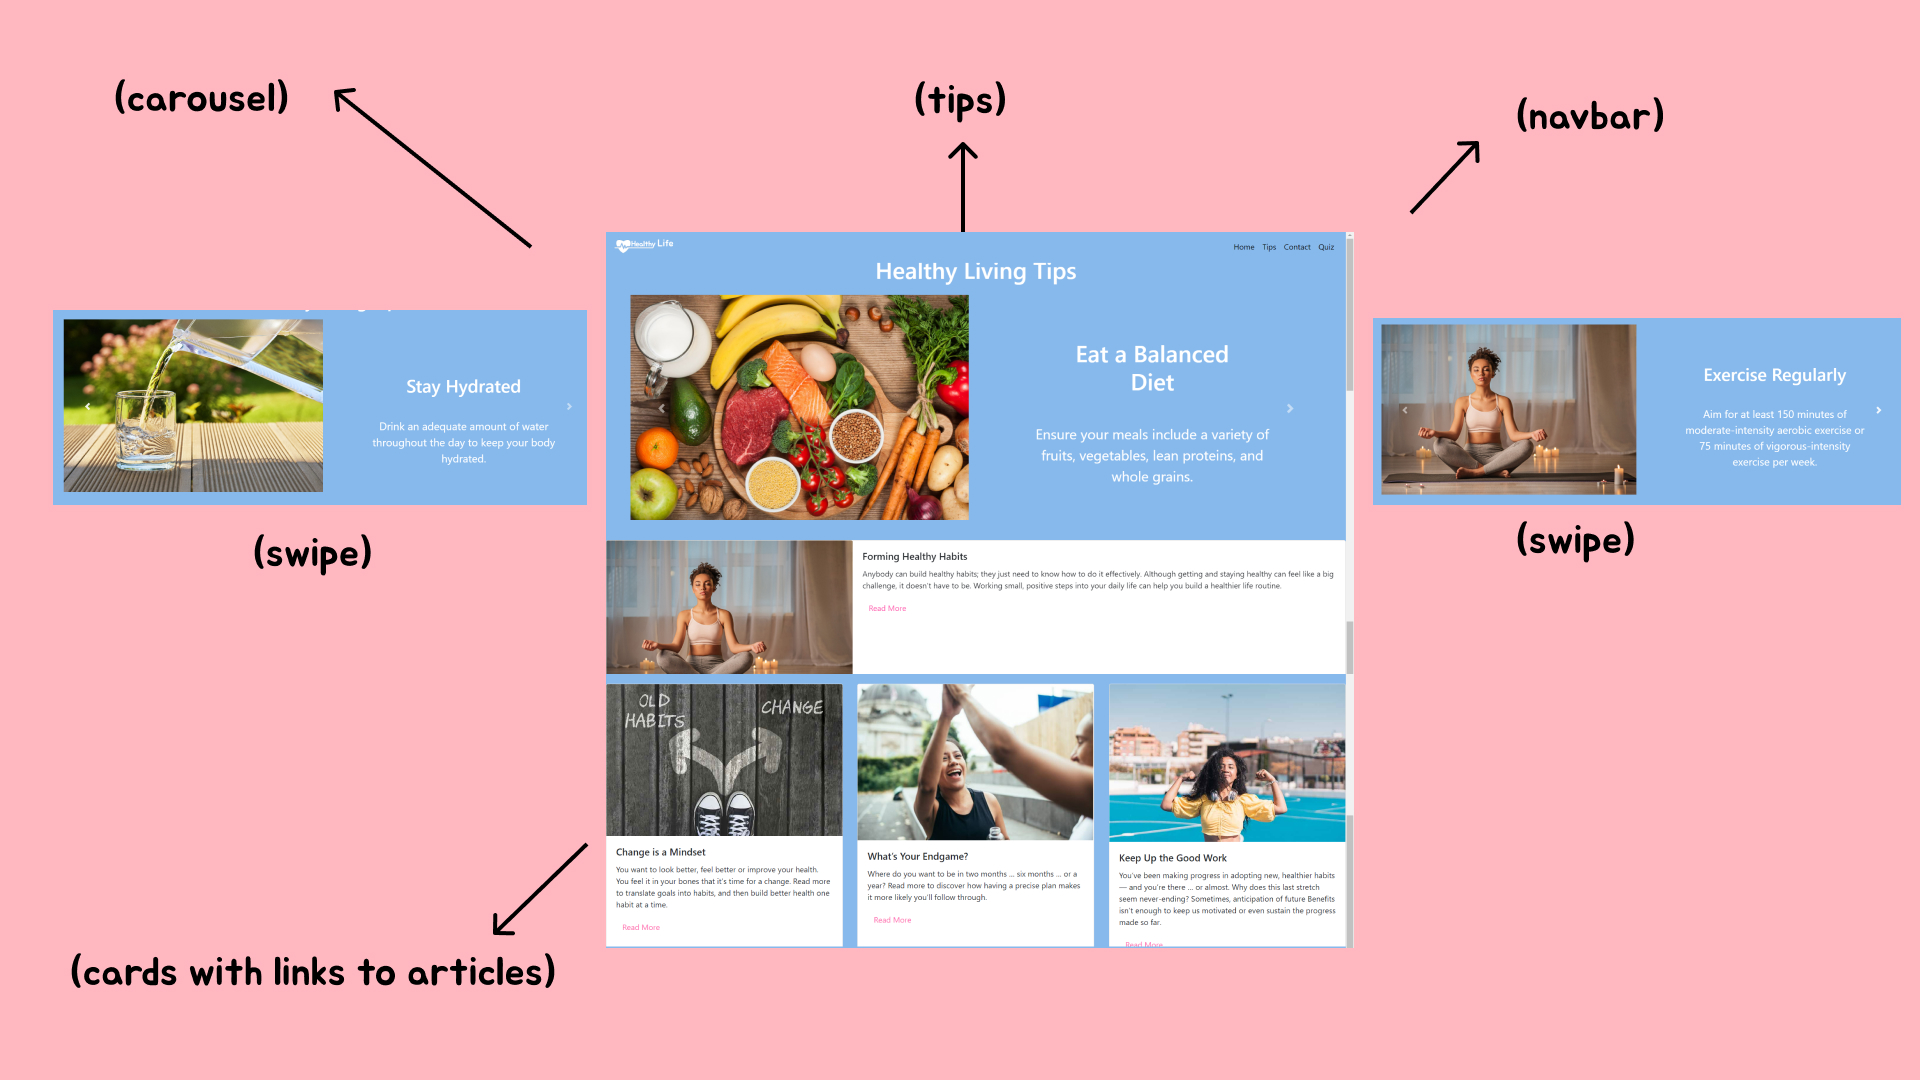 (carousel)
(tips)
(navbar)
Healthy Life
Home Tips Contact Quiz
Healthy Living Tips
Stay Hydrated
Drink an adequate amount of water
throughout the day to keep your body
hydrated.
(swipe)
Eat a Balanced
Diet
Ensure your meals include a variety of
fruits, vegetables, lean proteins, and
whole grains.
Exercise Regularly
Aim for at least 150 minutes of
moderate-intensity aerobic exercise or
75 minutes of vigorous-intensity
exercise per week.
(swipe)
Forming Healthy Habits
Anybody can build healthy habits; they just need to know how to do it effectively. Although getting and staying healthy can feel like a big
challenge, it doesn't have to be. Working small, positive steps into your daily life can help you build a healthier life routine.
Read More
OLD
HABITS
CHANGE
Change is a Mindset
You want to look better, feel better or improve your health.
You feel it in your bones that it's time for a change. Read more
to translate goals into habits, and then build better health one
habit at a time.
Read More
What's Your Endgame?
Where do you want to be in two months ... six months ... or a
year? Read more to discover how having a precise plan makes
it more likely you'll follow through.
Read More
Keep Up the Good Work
You've been making progress in adopting new, healthier habits
— and you're there ... or almost. Why does this last stretch
seem never-ending? Sometimes, anticipation of future Benefits
isn't enough to keep us motivated or even sustain the progress
made so far.
Read More
(cards with links to articles)